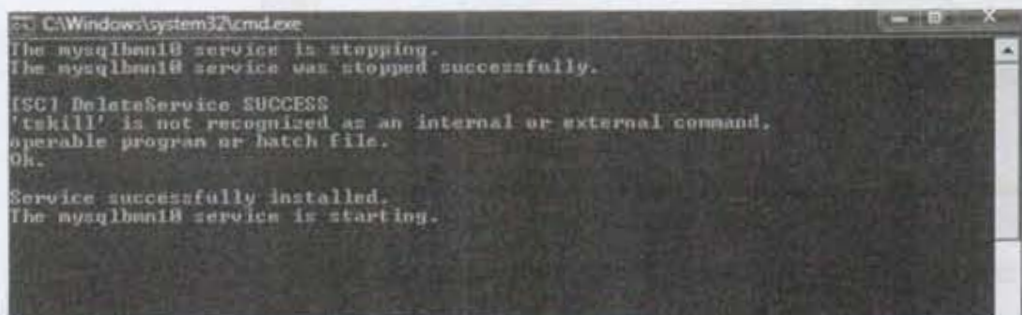 C:\Windows\system32\cmd.exe
The mysqlbmn10 service is stopping.
The mysqlbmn10 service was stopped successfully.
[SC] DeleteService SUCCESS
'tskill' is not recognized as an internal or external command,
operable program or batch file.
Ok.
Service successfully installed.
The mysqlbmn10 service is starting.